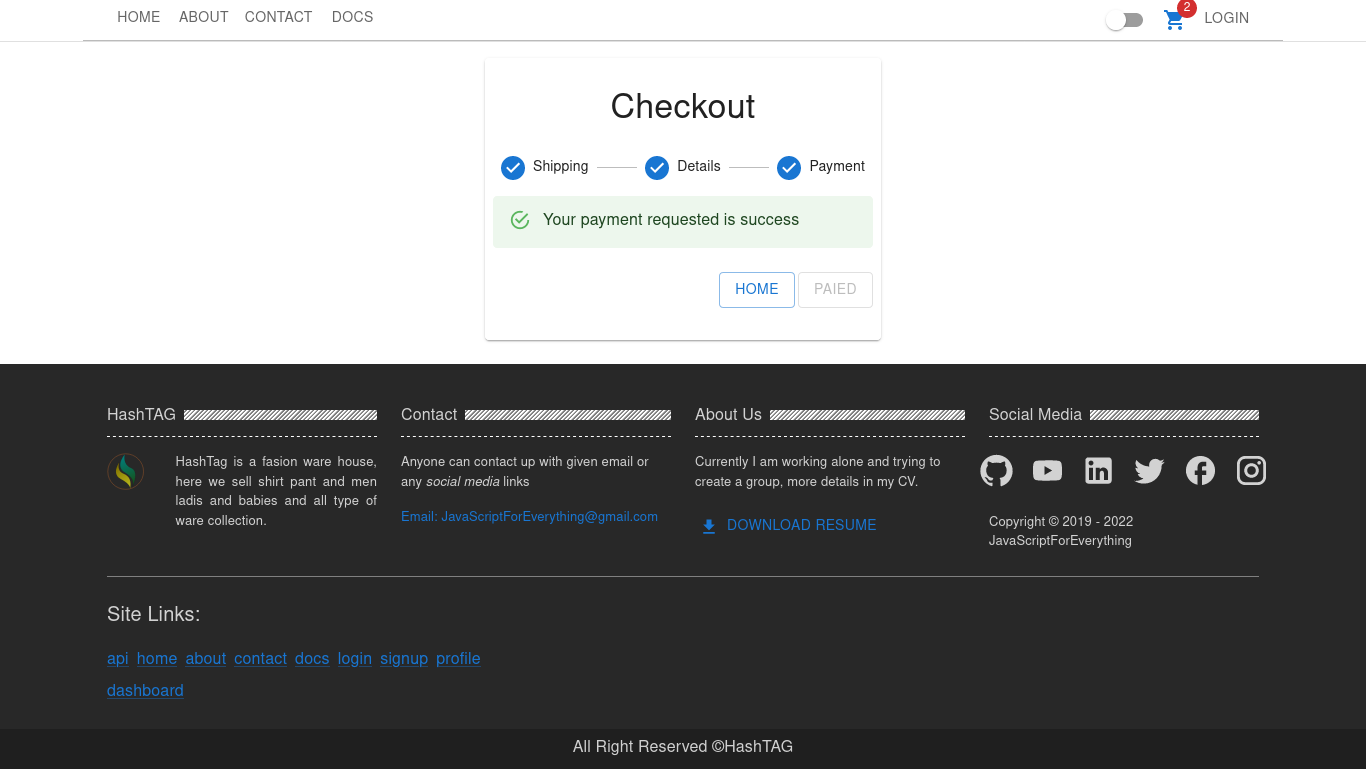 HOME ABOUT CONTACT DOCS 2 LOGIN
Checkout
Shipping Details Payment
Your payment requested is success
HOME PAIED
HashTAG
HashTag is a fasion ware house,
here we sell shirt pant and men
ladis and babies and all type of
ware collection.
Contact
Anyone can contact up with given email or
any social media links
Email: JavaScriptForEverything@gmail.com
About Us
Currently I am working alone and trying to
create a group, more details in my CV.
DOWNLOAD RESUME
Social Media
Copyright © 2019 - 2022
JavaScriptForEverything
Site Links:
api home about contact docs login signup profile
dashboard
All Right Reserved ©HashTAG